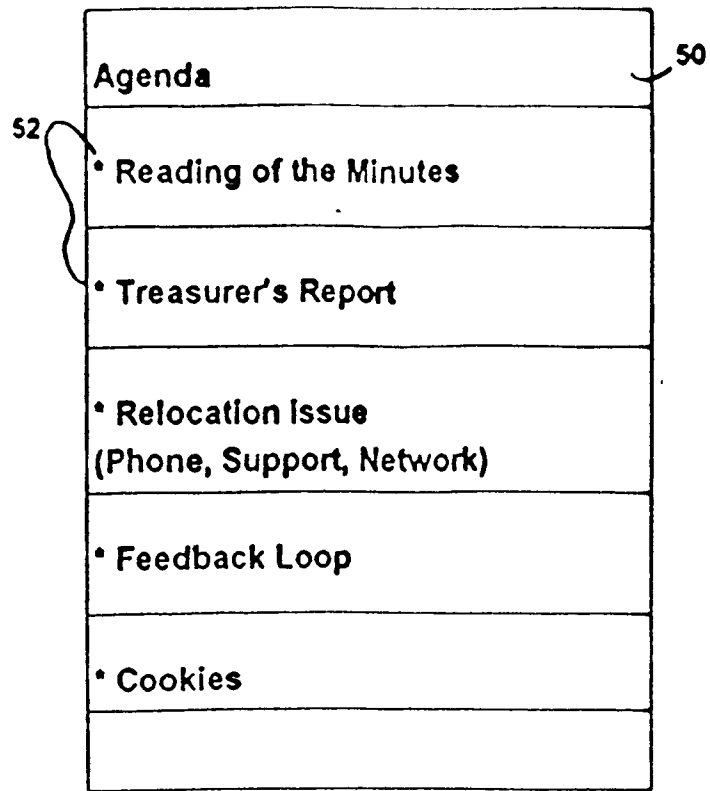 Agenda
50
52
* Reading of the Minutes
* Treasurer's Report
* Relocation Issue
(Phone, Support, Network)
* Feedback Loop
* Cookies